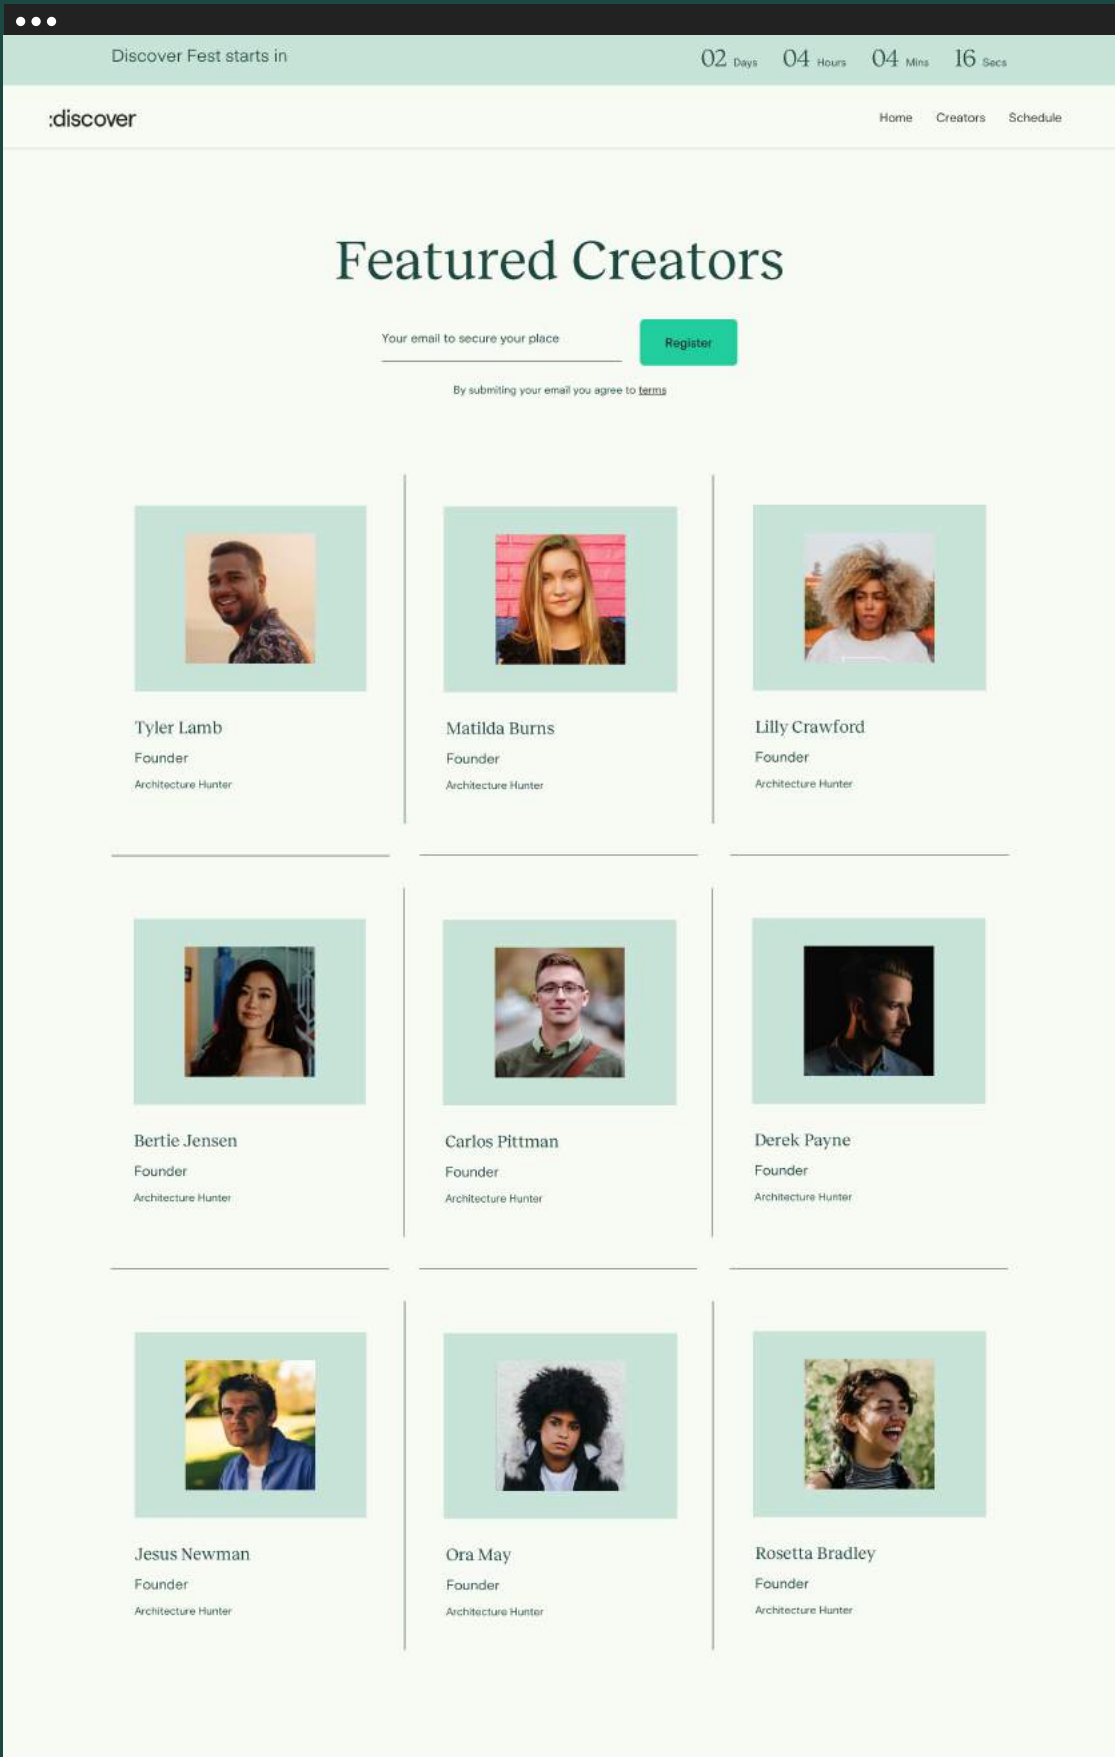 Discover Fest starts in
02 Days 04 Hours 04 Mins 16 Secs
:discover
Home Creators Schedule
Featured Creators
Your email to secure your place
Register
By submiting your email you agree to terms
Tyler Lamb
Founder
Architecture Hunter
Matilda Burns
Founder
Architecture Hunter
Lilly Crawford
Founder
Architecture Hunter
Bertie Jensen
Founder
Architecture Hunter
Carlos Pittman
Founder
Architecture Hunter
Derek Payne
Founder
Architecture Hunter
Jesus Newman
Founder
Architecture Hunter
Ora May
Founder
Architecture Hunter
Rosetta Bradley
Founder
Architecture Hunter